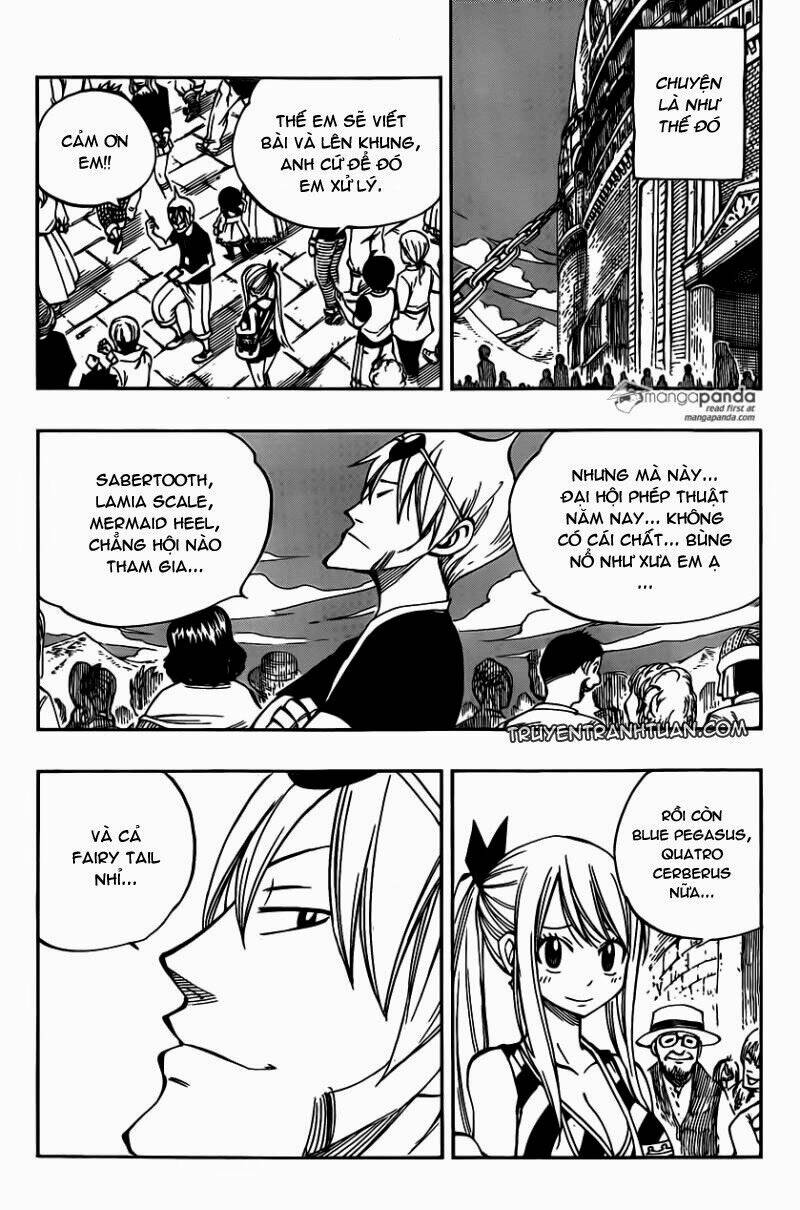 CHUYỆN
LÀ NHƯ
THẾ ĐÓ
THẾ EM SẼ VIẾT
BÀI VÀ LÊN KHUNG,
ANH CỨ ĐỂ ĐÓ
EM XỬ LÝ.
CẢM ƠN
EM!!
mangapanda
read first at
mangapanda.com
NHƯNG MÀ NÀY...
ĐẠI HỘI PHÉP THUẬT
NĂM NAY... KHÔNG
CÓ CÁI CHẤT... BÙNG
NỔ NHƯ XƯA EM Ạ
...
SABERTOOTH,
LAMIA SCALE,
MERMAID HEEL,
CHẲNG HỘI NÀO
THAM GIA...
TRUYENTRANHTUAN.COM
RỒI CÒN
BLUE PEGASUS,
QUATRO
CERBERUS
NỮA...
VÀ CẢ
FAIRY TAIL
NHỈ...